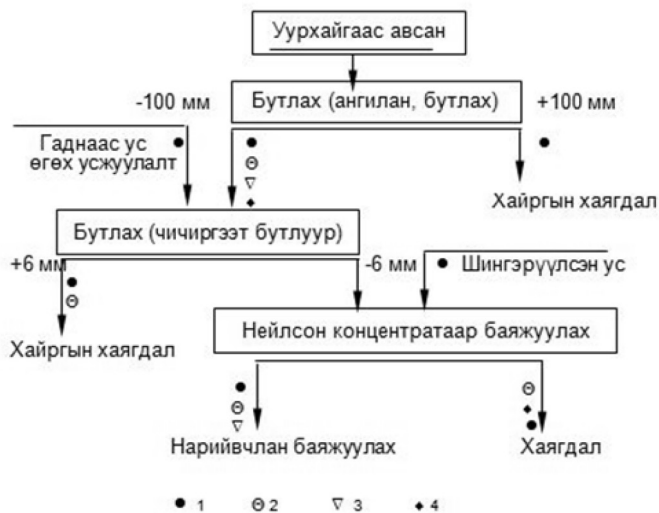 Уурхайгаас авсан
-100 мм
Бутлах (ангилан, бутлах)
+100 мм
Гаднаас ус
өгөх усжуулалт
Хайргын хаягдал
Бутлах (чичиргээт бутлуур)
+6 мм
-6 мм
Шингэрүүлсэн ус
Нейлсон концентратаар баяжуулах
Хайргын хаягдал
Нарийвчлан баяжуулах
Хаягдал
1 2 3 4